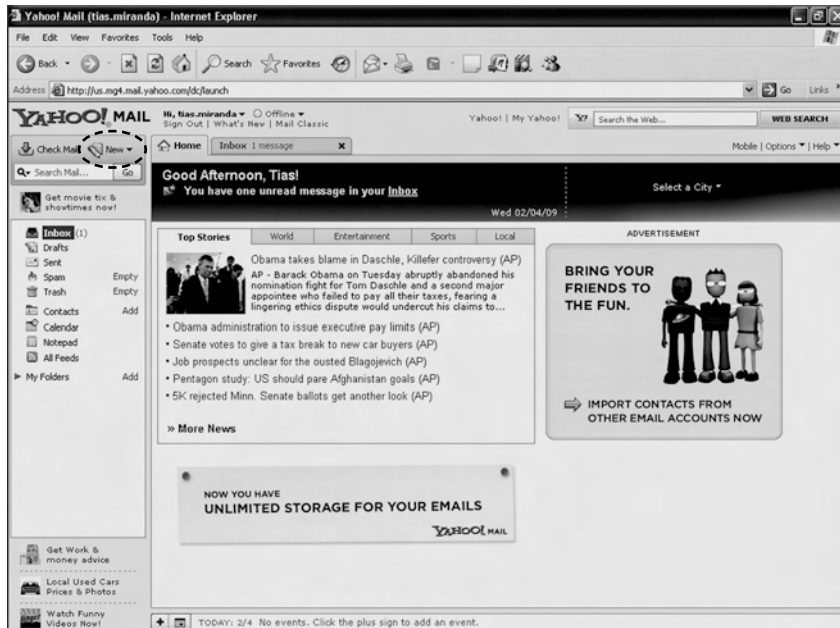 Yahoo! Mail (tias.miranda) - Internet Explorer
File Edit View Favorites Tools Help
Back Search Favorites
Address http://us.mg4.mail.yahoo.com/dc/launch Go Links »
YAHOO! MAIL
Hi, tias.miranda Offline
Sign Out | What's New | Mail Classic
Yahoo! | My Yahoo!
Y! Search the Web... WEB SEARCH
Check Mail New
Home Inbox 1 message x
Mobile | Options | Help
Search Mail... Go
Get movie tix &
showtimes now!
Inbox (1)
Drafts
Sent
Spam Empty
Trash Empty
Contacts Add
Calendar
Notepad
All Feeds
My Folders Add
Get Work &
money advice
Local Used Cars
Prices & Photos
Watch Funny
Videos Now!
Good Afternoon, Tias!
You have one unread message in your Inbox
Wed 02/04/09
Select a City
Top Stories World Entertainment Sports Local
Obama takes blame in Daschle, Killefer controversy (AP)
AP - Barack Obama on Tuesday abruptly abandoned his
nomination fight for Tom Daschle and a second major
appointee who failed to pay all their taxes, fearing a
lingering ethics dispute would undercut his claims to...
• Obama administration to issue executive pay limits (AP)
• Senate votes to give a tax break to new car buyers (AP)
• Job prospects unclear for the ousted Blagojevich (AP)
• Pentagon study: US should pare Afghanistan goals (AP)
• 5K rejected Minn. Senate ballots get another look (AP)
» More News
ADVERTISEMENT
BRING YOUR
FRIENDS TO
THE FUN.
IMPORT CONTACTS FROM
OTHER EMAIL ACCOUNTS NOW
NOW YOU HAVE
UNLIMITED STORAGE FOR YOUR EMAILS
YAHOO! MAIL
TODAY: 2/4 No events. Click the plus sign to add an event.